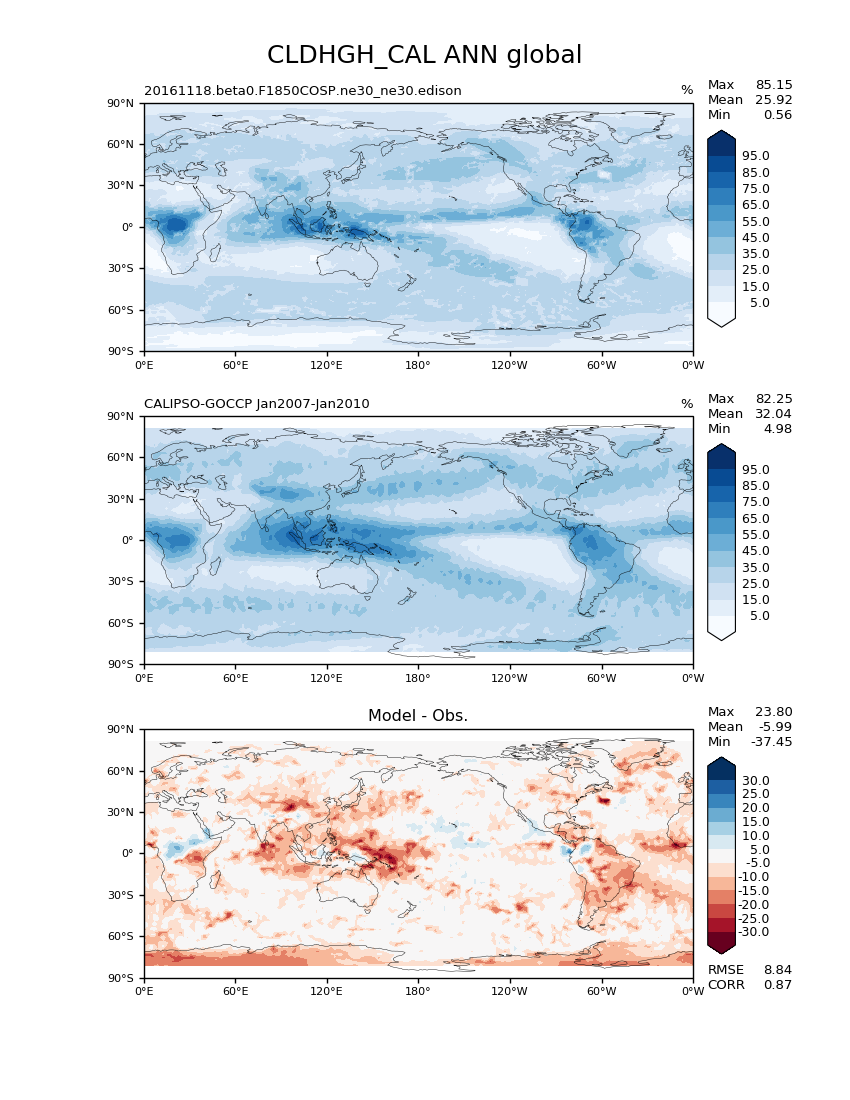 CLDHGH_CAL ANN global
20161118.beta0.F1850COSP.ne30_ne30.edison %
Max 85.15
Mean 25.92
Min 0.56
90°N
60°N
30°N
0°
30°S
60°S
90°S
0°E 60°E 120°E 180° 120°W 60°W 0°W
95.0
85.0
75.0
65.0
55.0
45.0
35.0
25.0
15.0
5.0
CALIPSO-GOCCP Jan2007-Jan2010 %
Max 82.25
Mean 32.04
Min 4.98
90°N
60°N
30°N
0°
30°S
60°S
90°S
0°E 60°E 120°E 180° 120°W 60°W 0°W
95.0
85.0
75.0
65.0
55.0
45.0
35.0
25.0
15.0
5.0
Model - Obs.
Max 23.80
Mean -5.99
Min -37.45
90°N
60°N
30°N
0°
30°S
60°S
90°S
0°E 60°E 120°E 180° 120°W 60°W 0°W
30.0
25.0
20.0
15.0
10.0
5.0
-5.0
-10.0
-15.0
-20.0
-25.0
-30.0
RMSE 8.84
CORR 0.87